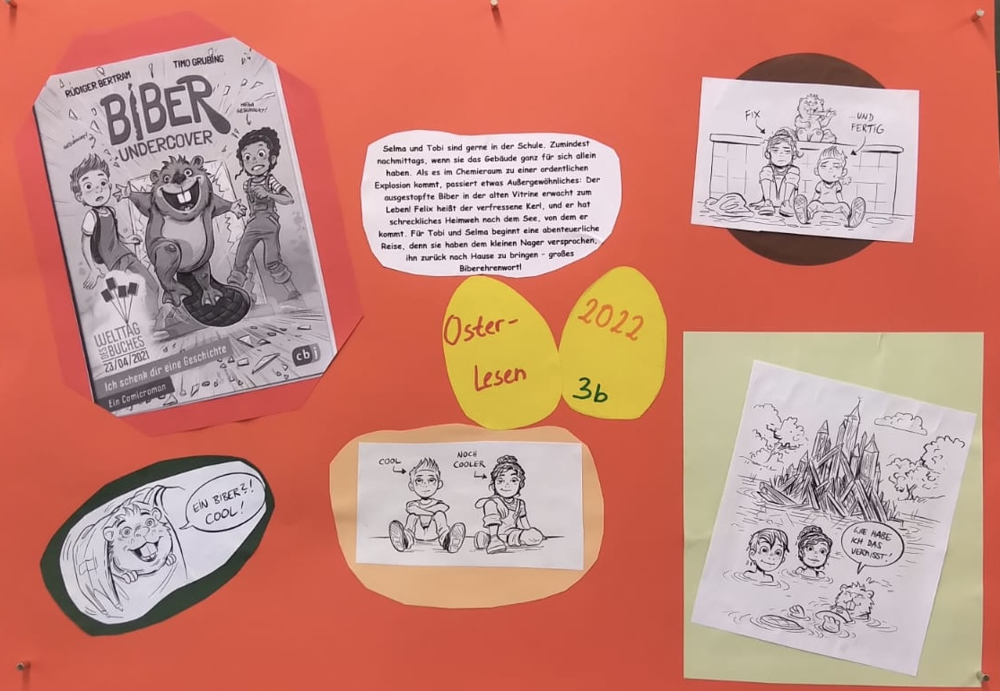 RÜDIGER BERTRAM
TIMO GRUBING
BIBER
UNDERCOVER
MEGA
GESCHOCKT!
GESCHOCKT!
WELTTAG
DES
BUCHES
23/04/2021
Ich schenk dir eine Geschichte
Ein Comicroman
cbj
Selma und Tobi sind gerne in der Schule. Zumindest
nachmittags, wenn sie das Gebäude ganz für sich allein
haben. Als es im Chemieraum zu einer ordentlichen
Explosion kommt, passiert etwas Außergewöhnliches: Der
ausgestopfte Biber in der alten Vitrine erwacht zum
Leben! Felix heißt der verfressene Kerl, und er hat
schreckliches Heimweh nach dem See, von dem er
kommt. Für Tobi und Selma beginnt eine abenteuerliche
Reise, denn sie haben dem kleinen Nager versprochen,
ihn zurück nach Hause zu bringen - großes
Biberehrenwort!
FIX
...UND
FERTIG
Oster-
Lesen
2022
3b
EIN BIBER?!
COOL!
COOL
NOCH
COOLER
WIE HABE
ICH DAS
VERMISST!